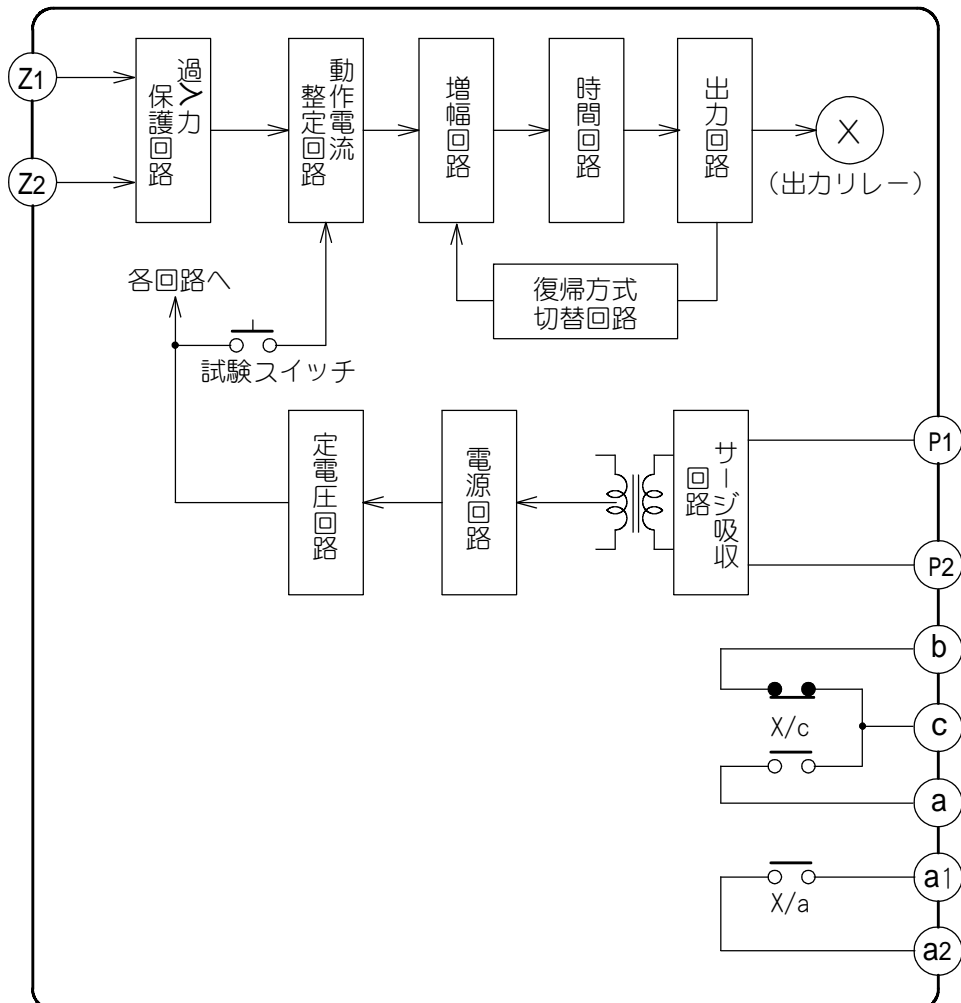 Z1
Z2
過入力
保護回路
動作電流
整定回路
増幅回路
時間回路
出力回路
X
(出力リレー)
復帰方式
切替回路
各回路へ
試験スイッチ
定電圧回路
電源回路
サージ吸収
回路
P1
P2
b
X/c
c
a
a1
X/a
a2